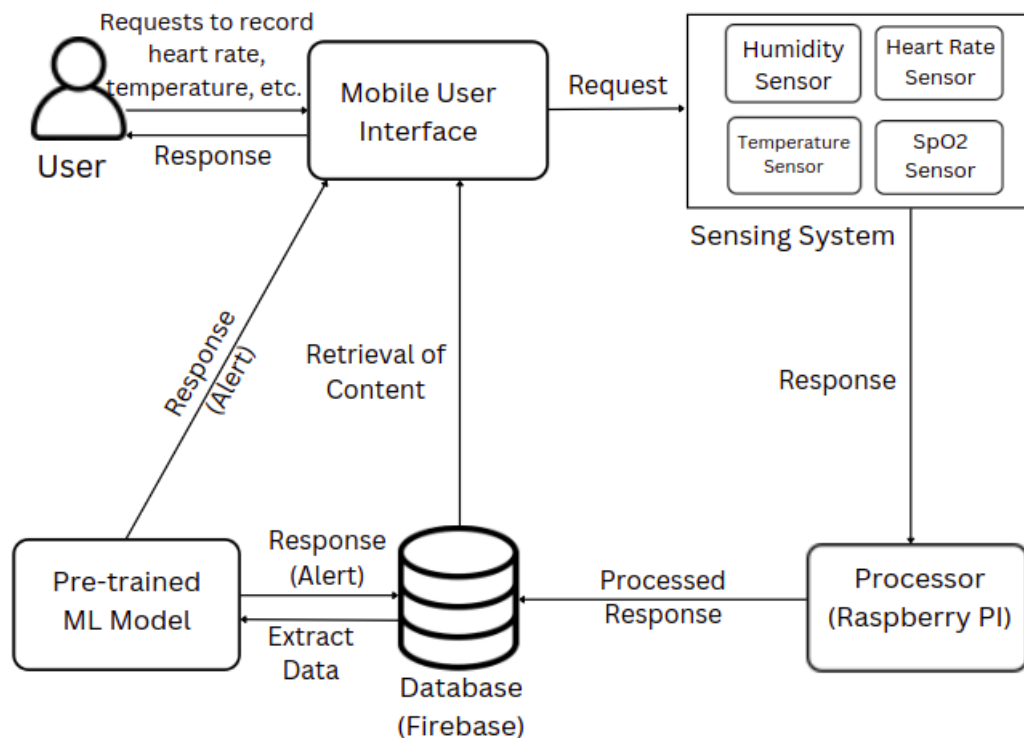 Requests to record
heart rate,
temperature, etc.
User
Response
Mobile User
Interface
Request
Humidity
Sensor
Heart Rate
Sensor
Temperature
Sensor
SpO2
Sensor
Sensing System
Response
(Alert)
Retrieval of
Content
Response
Pre-trained
ML Model
Response
(Alert)
Extract
Data
Database
(Firebase)
Processed
Response
Processor
(Raspberry PI)